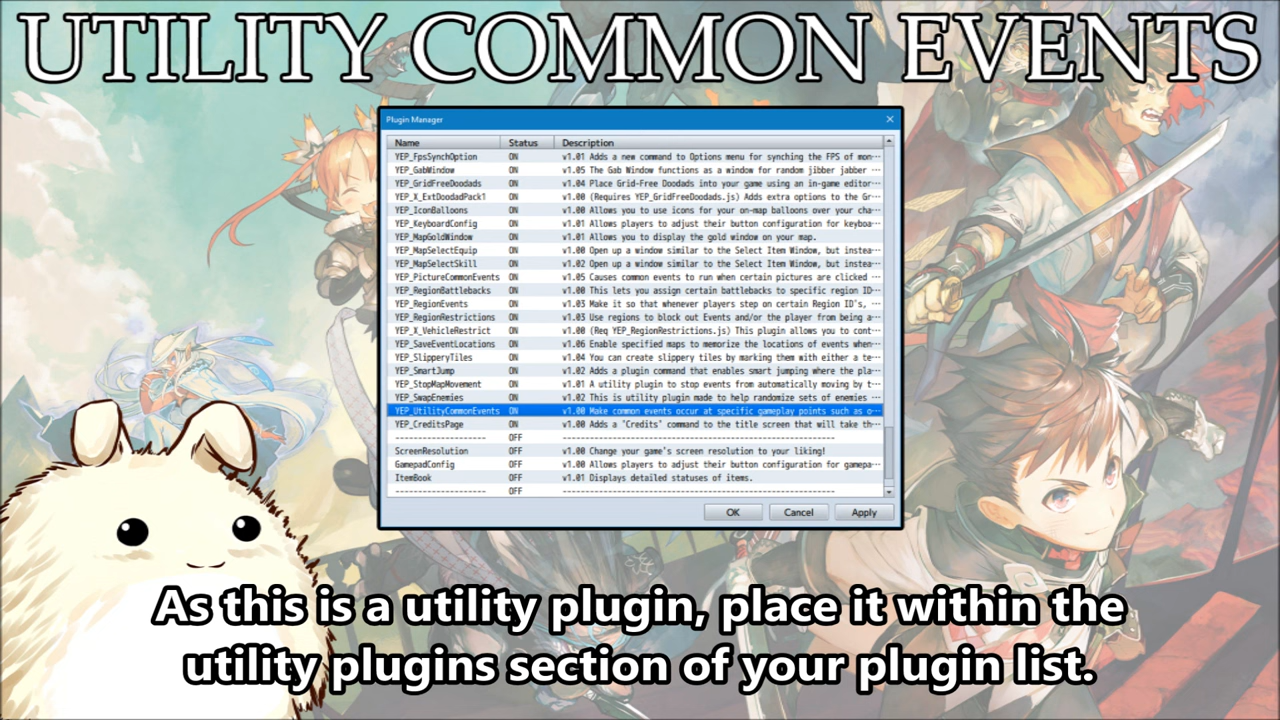 UTILITY COMMON EVENTS
Plugin Manager
Name Status Description
YEP_FpsSynchOption ON v1.01 Adds a new command to Options menu for synching the FPS of mon…
YEP_GabWindow ON v1.05 The Gab Window functions as a window for random jibber jabber …
YEP_GridFreeDoodads ON v1.04 Place Grid-Free Doodads into your game using an in-game editor…
YEP_X_ExtDoodadPack1 ON v1.00 (Requires YEP_GridFreeDoodads.js) Adds extra options to the Gr…
YEP_IconBalloons ON v1.00 Allows you to use icons for your on-map balloons over your cha…
YEP_KeyboardConfig ON v1.01 Allows players to adjust their button configuration for keyboa…
YEP_MapGoldWindow ON v1.01 Allows you to display the gold window on your map.
YEP_MapSelectEquip ON v1.00 Open up a window similar to the Select Item Window, but instea…
YEP_MapSelectSkill ON v1.02 Open up a window similar to the Select Item Window, but instea…
YEP_PictureCommonEvents ON v1.05 Causes common events to run when certain pictures are clicked …
YEP_RegionBattlebacks ON v1.00 This lets you assign certain battlebacks to specific region ID…
YEP_RegionEvents ON v1.03 Make it so that whenever players step on certain Region ID's, …
YEP_RegionRestrictions ON v1.03 Use regions to block out Events and/or the player from being a…
YEP_X_VehicleRestrict ON v1.00 (Req YEP_RegionRestrictions.js) This plugin allows you to cont…
YEP_SaveEventLocations ON v1.06 Enable specified maps to memorize the locations of events when…
YEP_SlipperyTiles ON v1.04 You can create slippery tiles by marking them with either a te…
YEP_SmartJump ON v1.02 Adds a plugin command that enables smart jumping where the pla…
YEP_StopMapMovement ON v1.01 A utility plugin to stop events from automatically moving by t…
YEP_SwapEnemies ON v1.02 This is utility plugin made to help randomize sets of enemies …
YEP_UtilityCommonEvents ON v1.00 Make common events occur at specific gameplay points such as o…
YEP_CreditsPage ON v1.00 Adds a 'Credits' command to the title screen that will take th…
-------------------- OFF ------------------------------------------------------------
ScreenResolution OFF v1.00 Change your game's screen resolution to your liking!
GamepadConfig OFF v1.00 Allows players to adjust their button configuration for gamepa…
ItemBook OFF v1.01 Displays detailed statuses of items.
-------------------- OFF ------------------------------------------------------------
OK Cancel Apply
As this is a utility plugin, place it within the
utility plugins section of your plugin list.